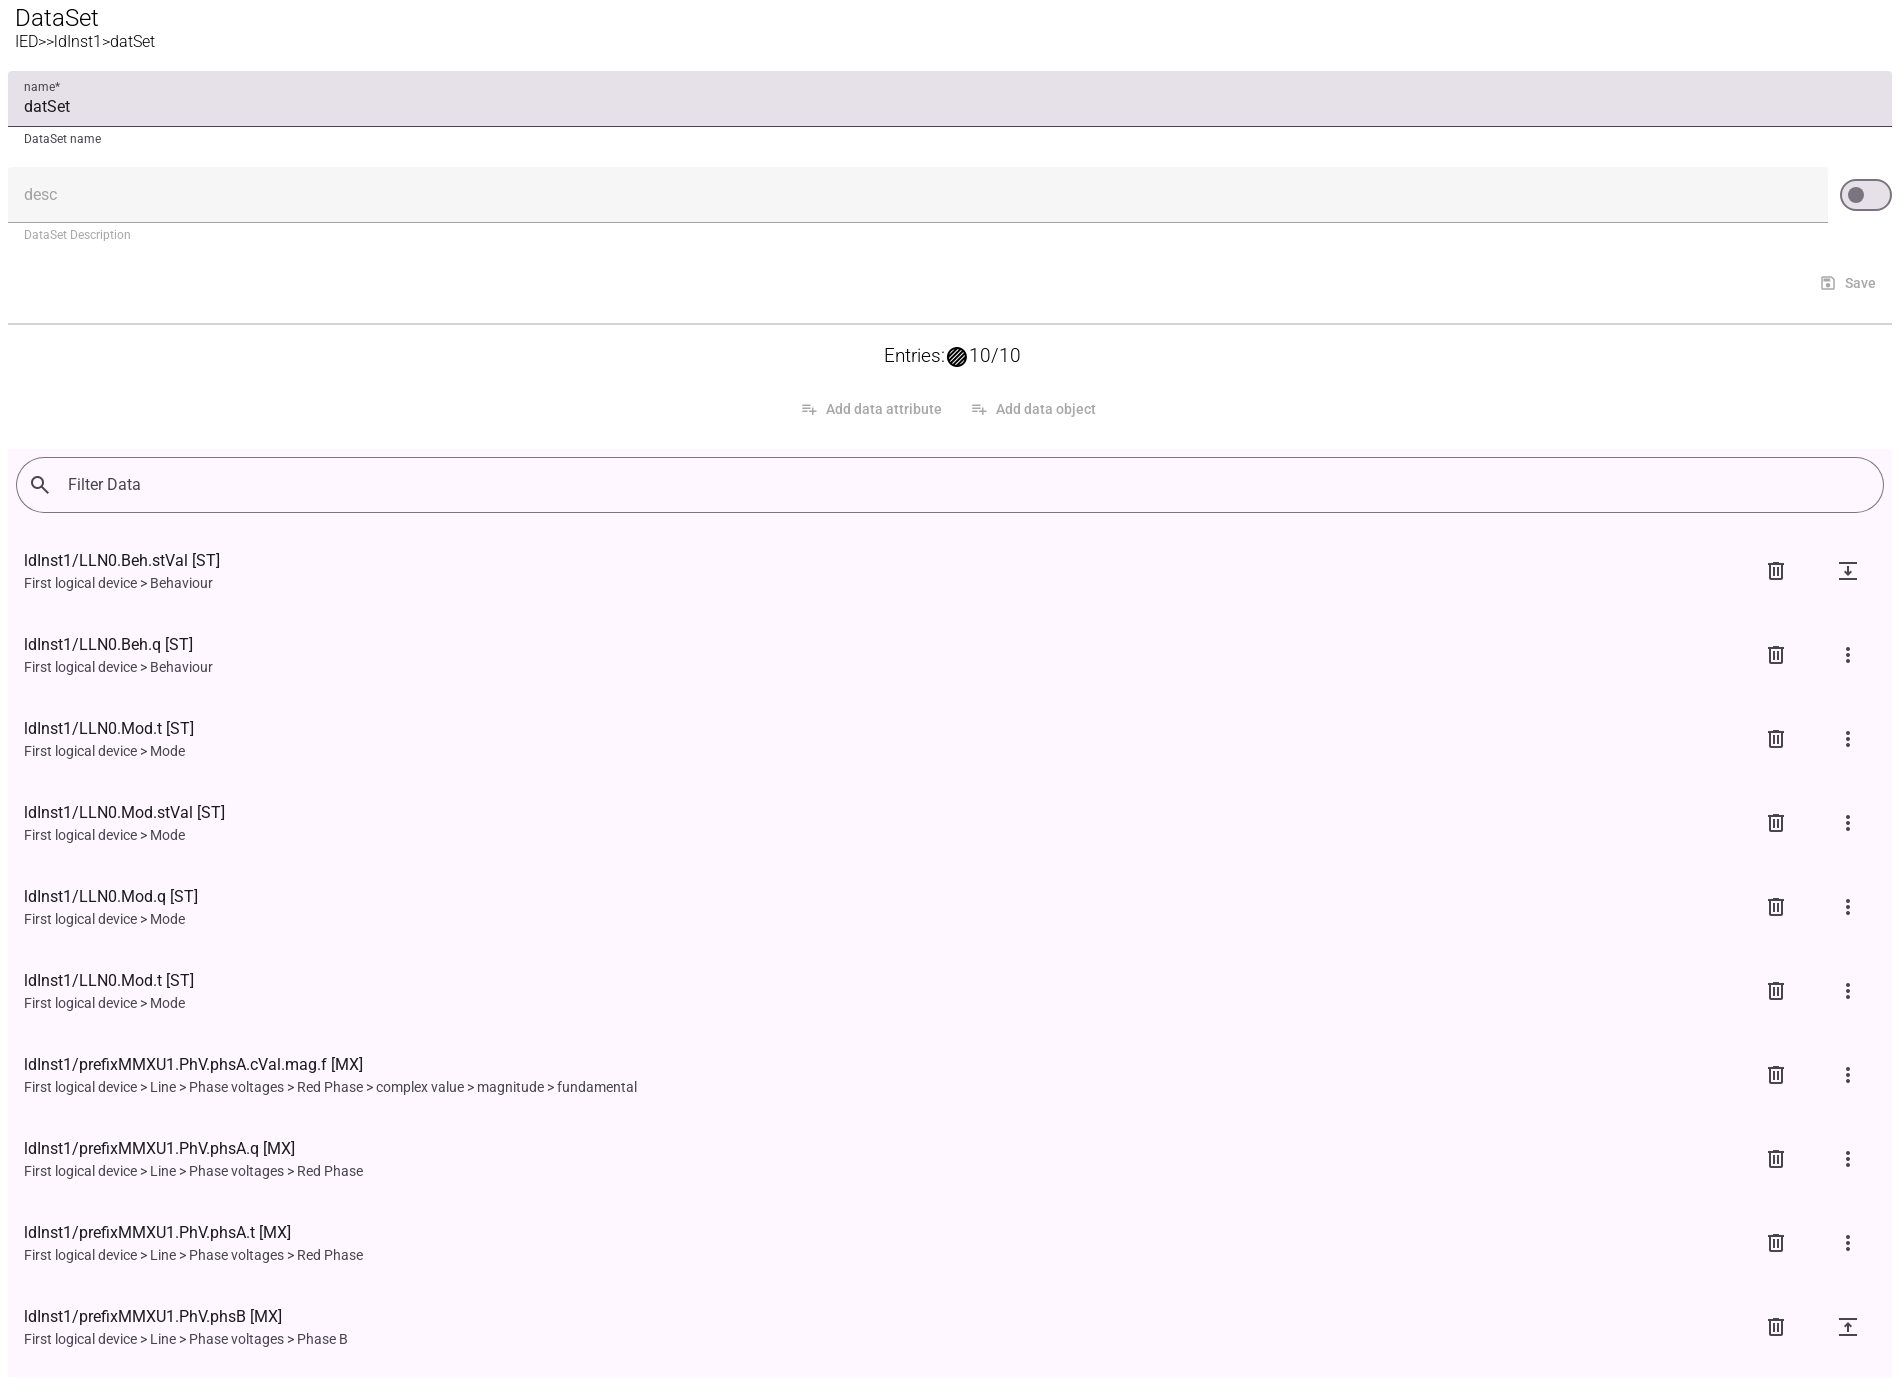 DataSet
IED>>ldInst1>datSet
name*
datSet
DataSet name
desc
DataSet Description
Save
Entries: 10/10
Add data attribute Add data object
Filter Data
ldInst1/LLN0.Beh.stVal [ST]
First logical device > Behaviour
ldInst1/LLN0.Beh.q [ST]
First logical device > Behaviour
ldInst1/LLN0.Mod.t [ST]
First logical device > Mode
ldInst1/LLN0.Mod.stVal [ST]
First logical device > Mode
ldInst1/LLN0.Mod.q [ST]
First logical device > Mode
ldInst1/LLN0.Mod.t [ST]
First logical device > Mode
ldInst1/prefixMMXU1.PhV.phsA.cVal.mag.f [MX]
First logical device > Line > Phase voltages > Red Phase > complex value > magnitude > fundamental
ldInst1/prefixMMXU1.PhV.phsA.q [MX]
First logical device > Line > Phase voltages > Red Phase
ldInst1/prefixMMXU1.PhV.phsA.t [MX]
First logical device > Line > Phase voltages > Red Phase
ldInst1/prefixMMXU1.PhV.phsB [MX]
First logical device > Line > Phase voltages > Phase B